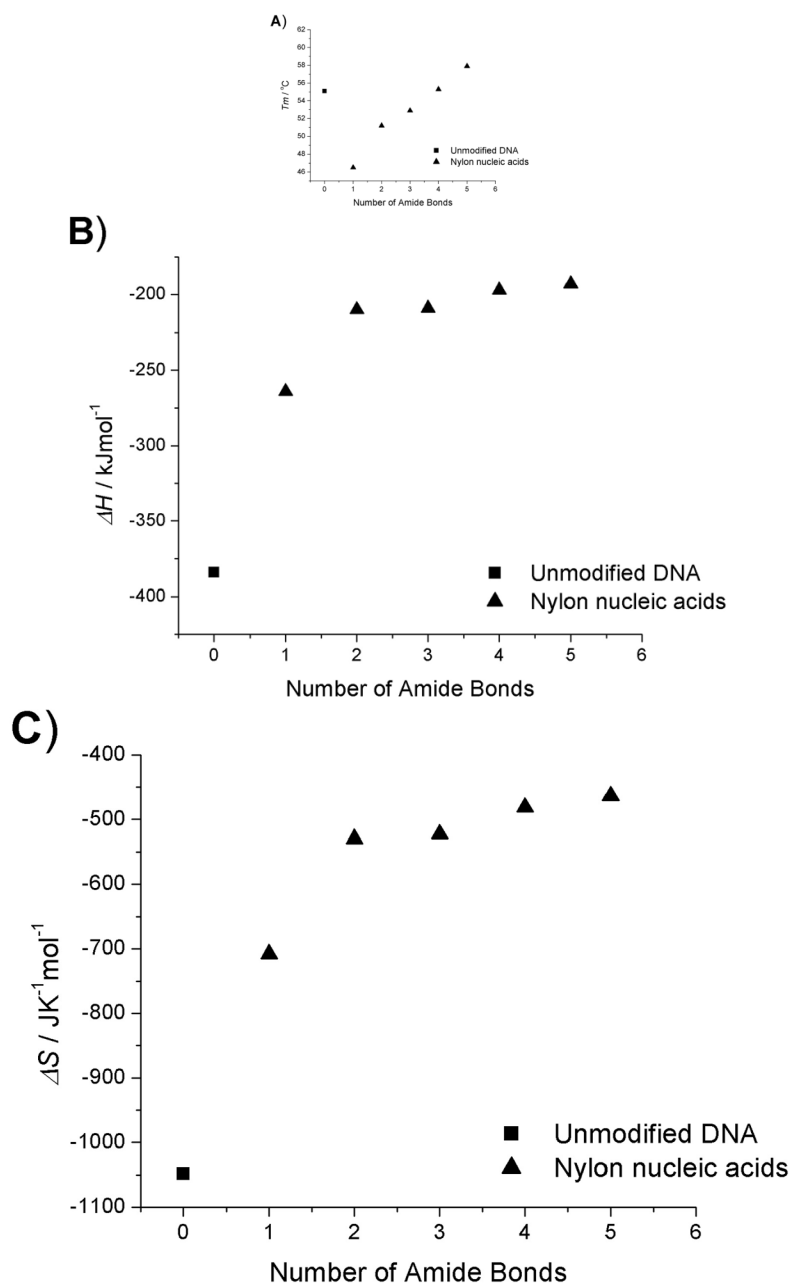 A)
62
60
58
56
54
52
50
48
46
Tm / °C
Unmodified DNA
Nylon nucleic acids
0 1 2 3 4 5 6
Number of Amide Bonds
B)
-200
-250
-300
-350
-400
ΔH / kJmol⁻¹
Unmodified DNA
Nylon nucleic acids
0 1 2 3 4 5 6
Number of Amide Bonds
C)
-400
-500
-600
-700
-800
-900
-1000
-1100
ΔS / JK⁻¹mol⁻¹
Unmodified DNA
Nylon nucleic acids
0 1 2 3 4 5 6
Number of Amide Bonds